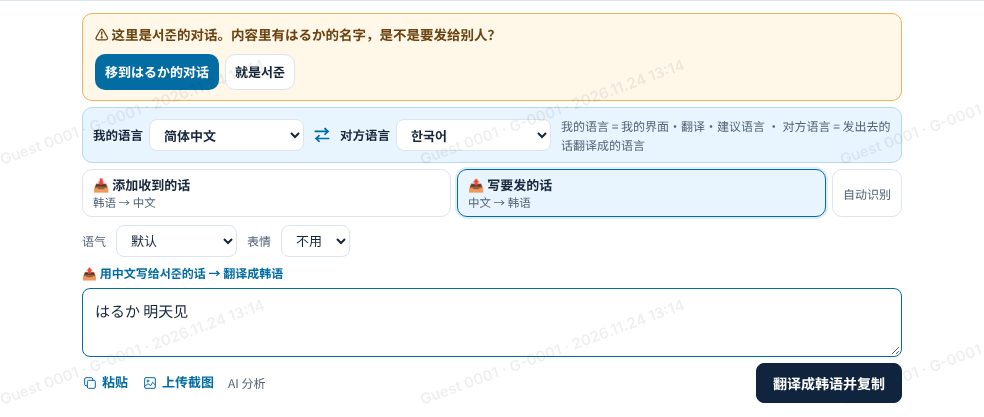 ⚠ 这里是서준的对话。内容里有はるか的名字，是不是要发给别人？
移到はるか的对话 就是서준
我的语言 简体中文 ⇄ 对方语言 한국어 我的语言 = 我的界面・翻译・建议语言 ・ 对方语言 = 发出去的
话翻译成的语言
📥 添加收到的话 📤 写要发的话 自动识别
韩语 → 中文 中文 → 韩语
语气 默认 表情 不用
📤 用中文写给서준的话 → 翻译成韩语
はるか 明天见
粘贴 上传截图 AI 分析 翻译成韩语并复制
Guest 0001 · G-0001 · 2026.11.24 13:14